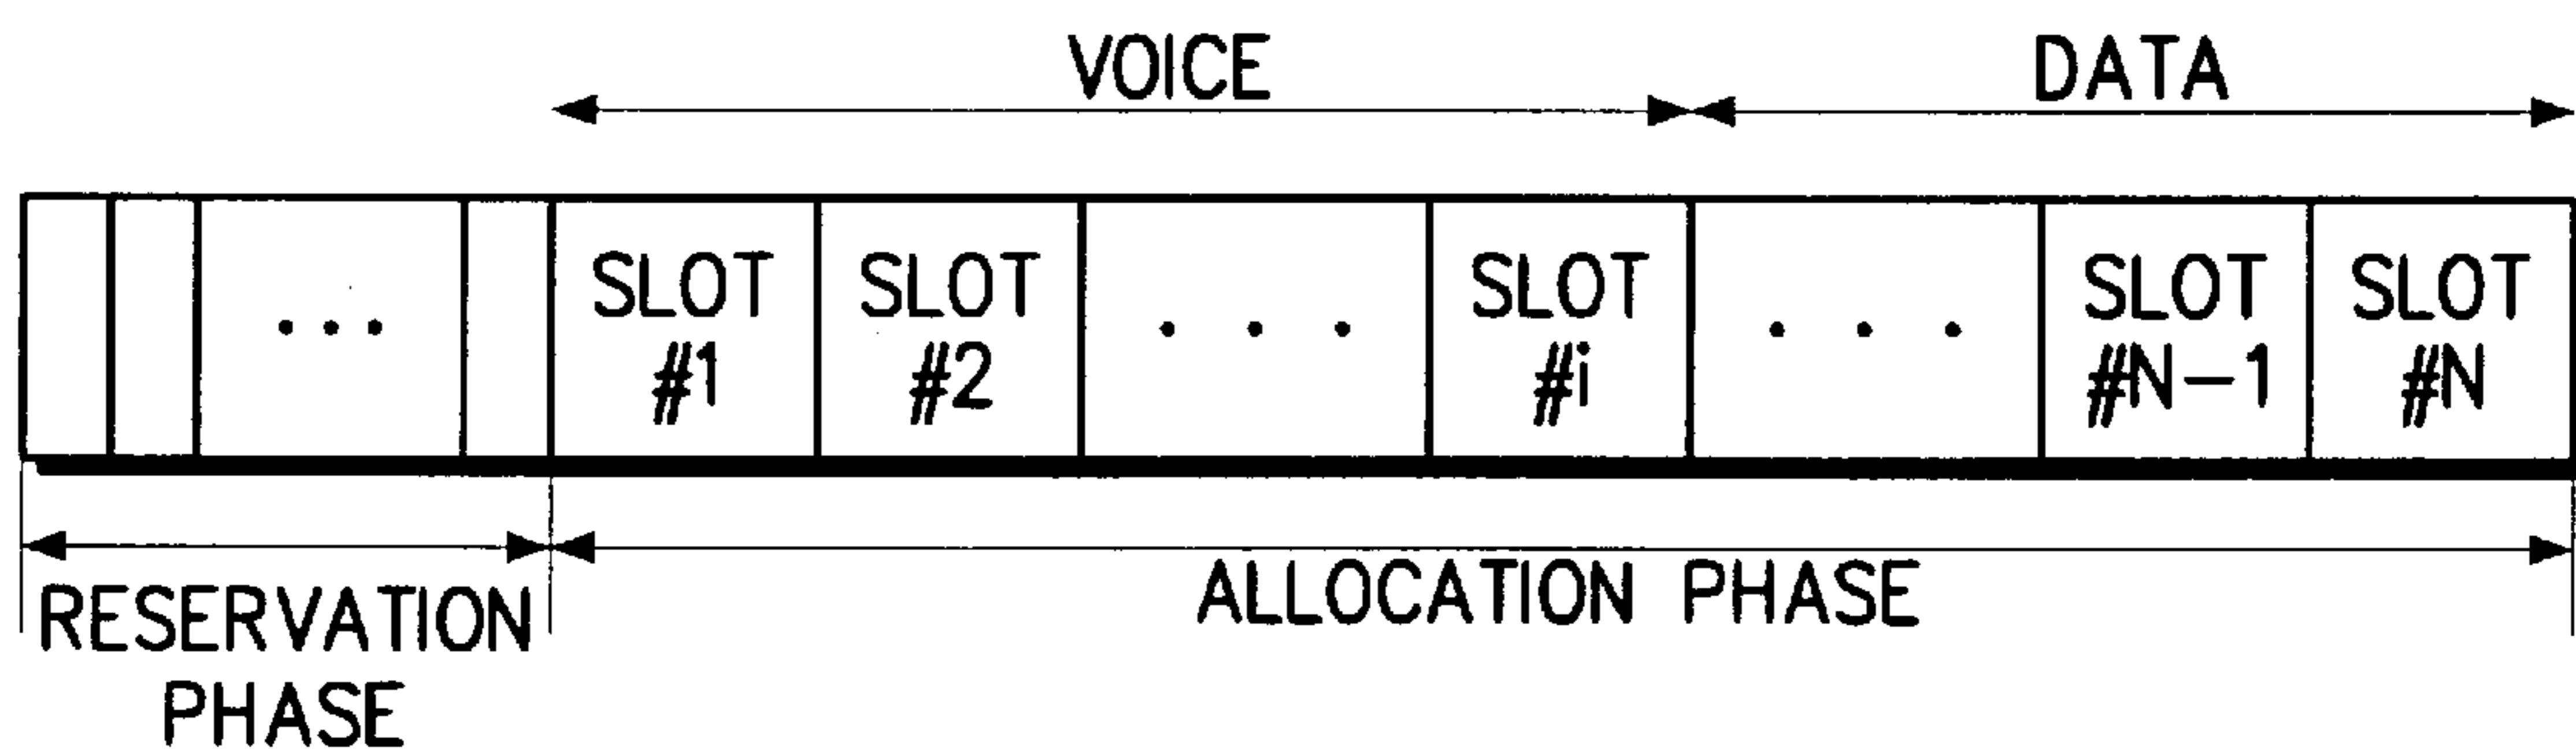 VOICE
DATA
...
SLOT #1
SLOT #2
. . .
SLOT #i
. . .
SLOT #N-1
SLOT #N
RESERVATION PHASE
ALLOCATION PHASE